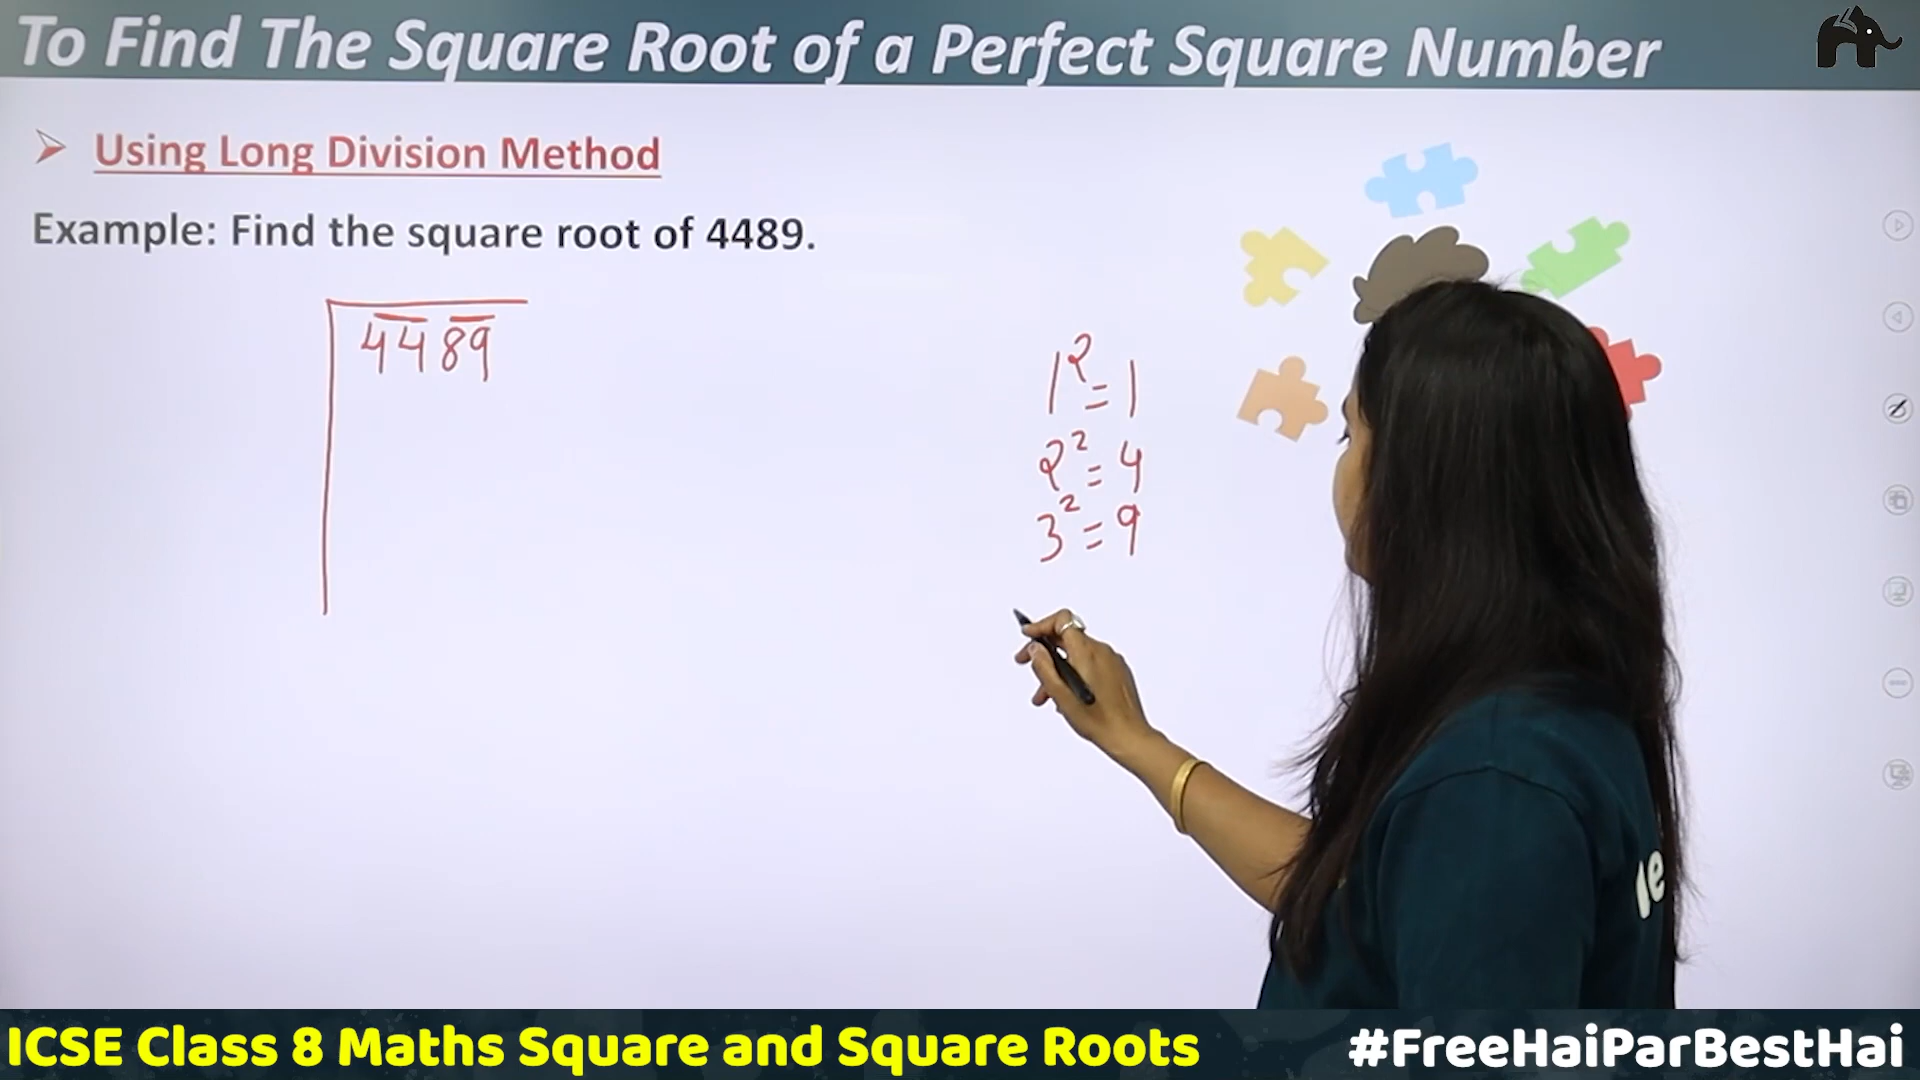 To Find The Square Root of a Perfect Square Number
Using Long Division Method
Example: Find the square root of 4489.
4489
1² = 1
2² = 4
3² = 9
le
ICSE Class 8 Maths Square and Square Roots
#FreeHaiParBestHai